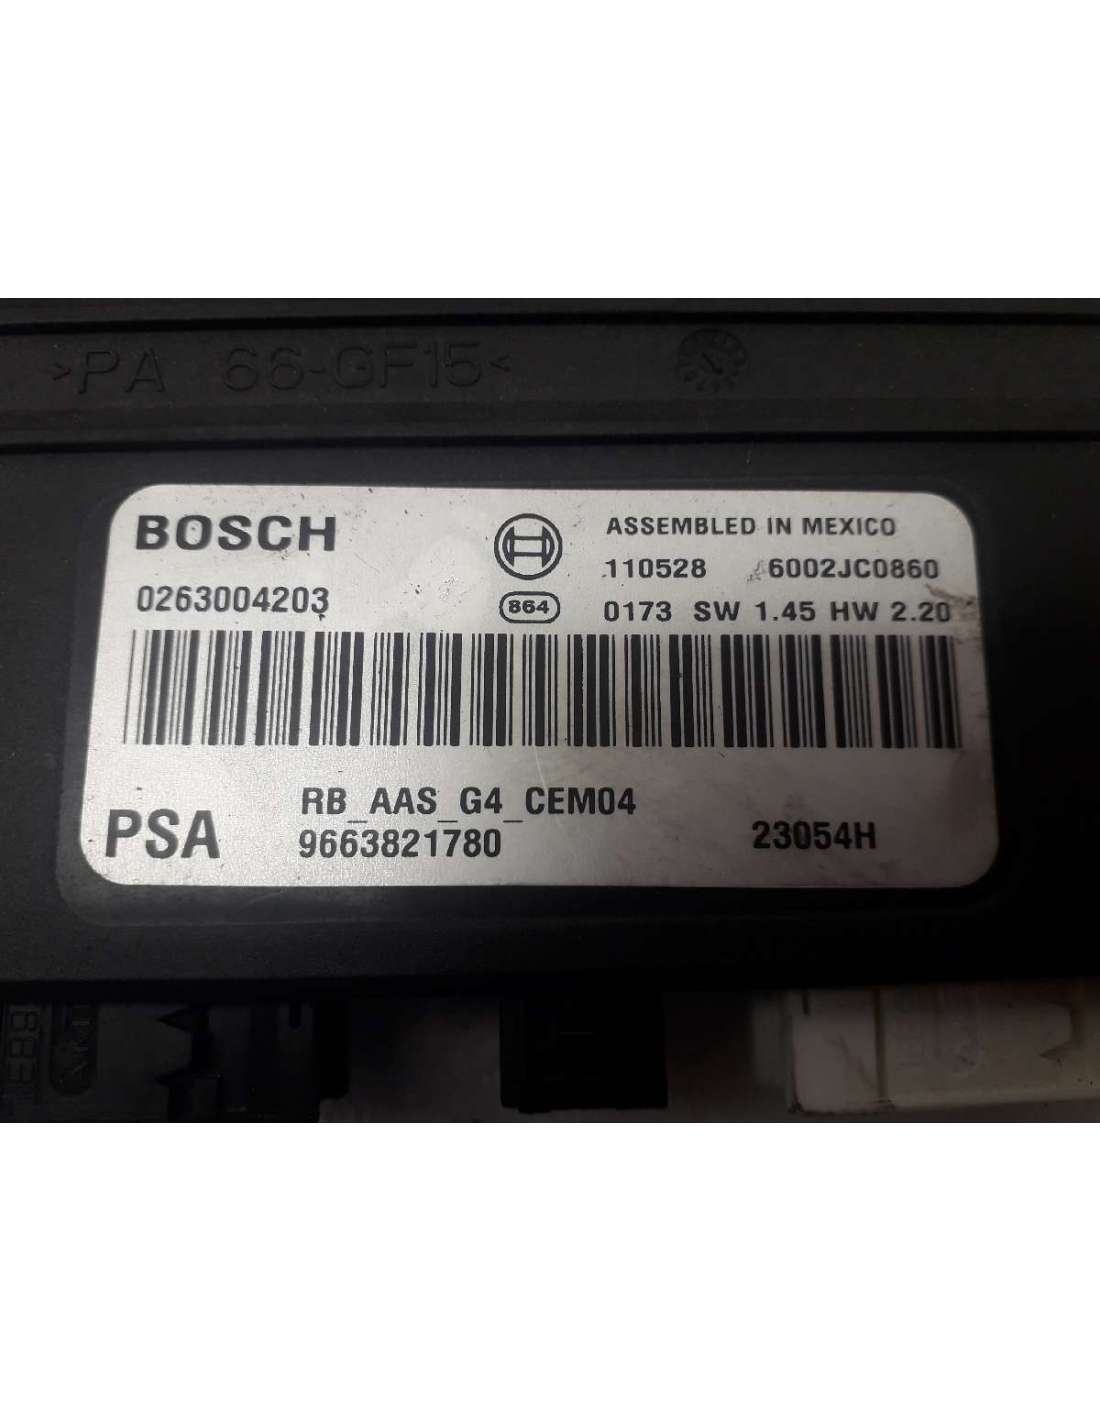 >PA 66-GF15<
BOSCH
ASSEMBLED IN MEXICO
110528 6002JC0860
0263004203
864
0173 SW 1.45 HW 2.20
RB_AAS_G4_CEM04
PSA
9663821780
23054H